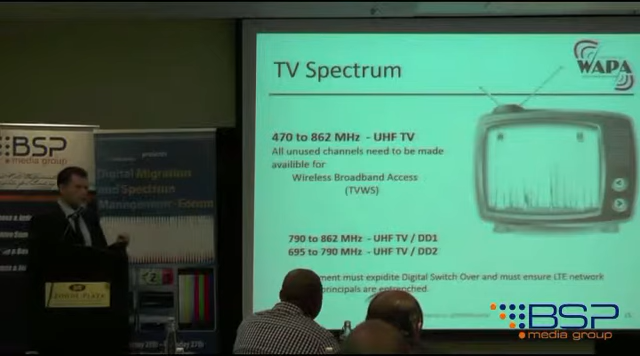 TV Spectrum
WAPA
470 to 862 MHz - UHF TV
All unused channels need to be made
availible for
Wireless Broadband Access
(TVWS)
790 to 862 MHz - UHF TV / DD1
695 to 790 MHz - UHF TV / DD2
must expidite Digital Switch Over and must ensure LTE network
principals are entrenched.
BSP
media group
Digital Migration
and Spectrum
Management Forum
BSP
media group